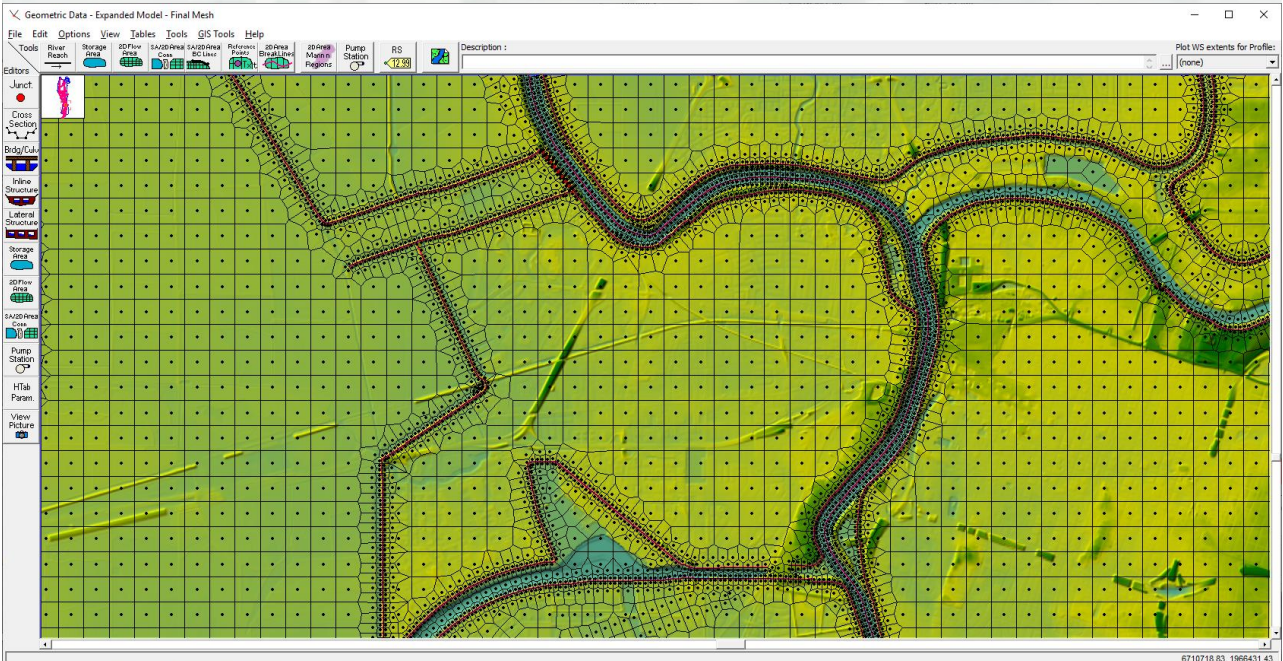 Geometric Data - Expanded Model - Final Mesh
File Edit Options View Tables Tools GIS Tools Help
Tools
River
Reach
Storage
Area
2D Flow
Area
SA/2D Area
Conn
SA/2D Area
BC Lines
Reference
Points
2D Area
BreakLines
2D Area
Mann n
Regions
Pump
Station
RS
12.99
Description :
...
Plot WS extents for Profile:
(none)
Editors
Junct.
Cross
Section
Brdg/Culv
Inline
Structure
Lateral
Structure
Storage
Area
2D Flow
Area
SA/2D Area
Conn
Pump
Station
HTab
Param.
View
Picture
6710718.83, 1966431.43